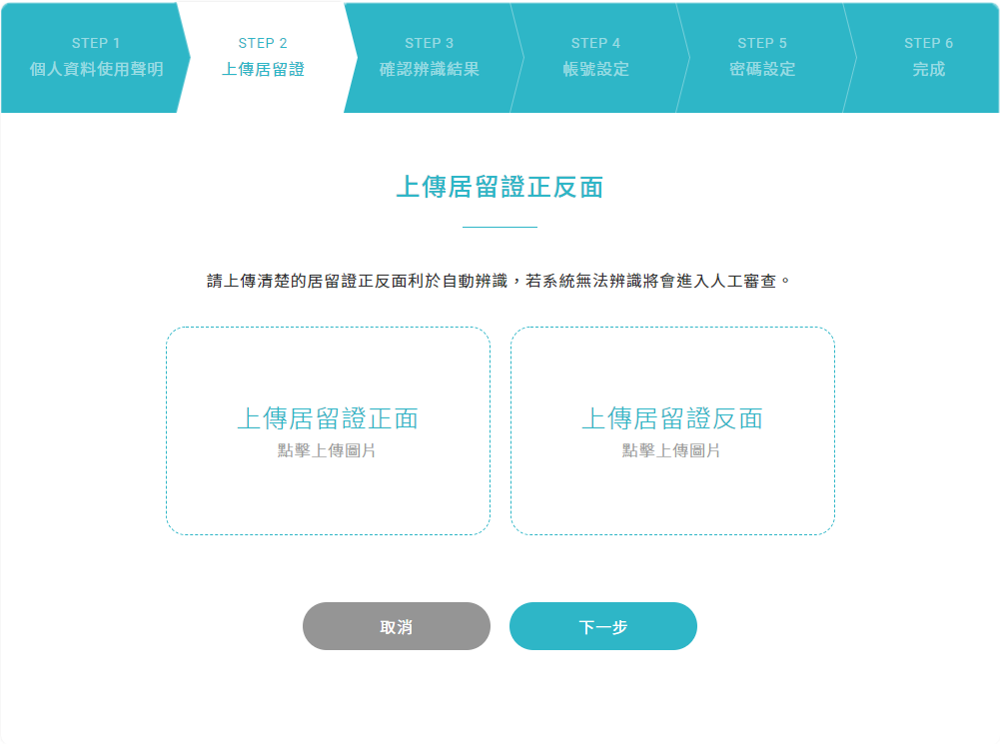 STEP 1
個人資料使用聲明
STEP 2
上傳居留證
STEP 3
確認辨識結果
STEP 4
帳號設定
STEP 5
密碼設定
STEP 6
完成
上傳居留證正反面
請上傳清楚的居留證正反面利於自動辨識，若系統無法辨識將會進入人工審查。
上傳居留證正面
點擊上傳圖片
上傳居留證反面
點擊上傳圖片
取消
下一步